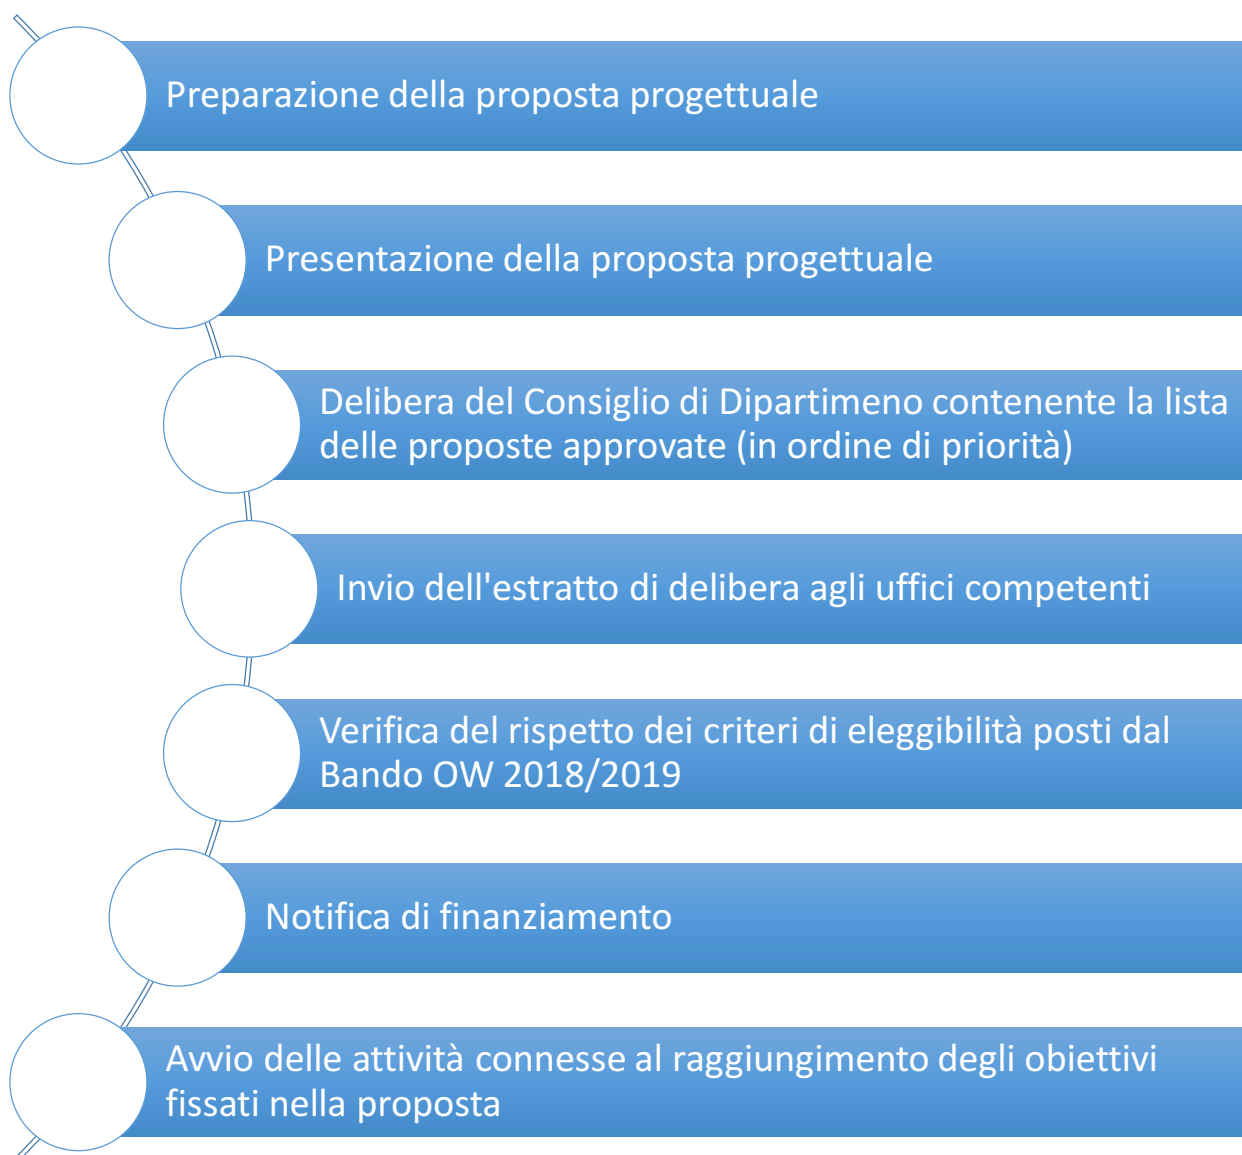 Preparazione della proposta progettuale
Presentazione della proposta progettuale
Delibera del Consiglio di Dipartimeno contenente la lista
delle proposte approvate (in ordine di priorità)
Invio dell'estratto di delibera agli uffici competenti
Verifica del rispetto dei criteri di eleggibilità posti dal
Bando OW 2018/2019
Notifica di finanziamento
Avvio delle attività connesse al raggiungimento degli obiettivi
fissati nella proposta